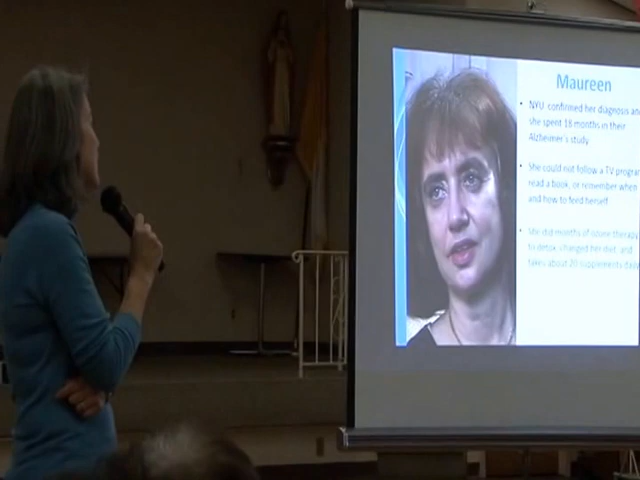 Maureen
• NYU confirmed her diagnosis and
she spent 18 months in their
Alzheimer's study.
• She could not follow a TV program
read a book, or remember when
and how to feed herself.
• She did months of ozone therapy
to detox, changed her diet, and
takes about 20 supplements daily